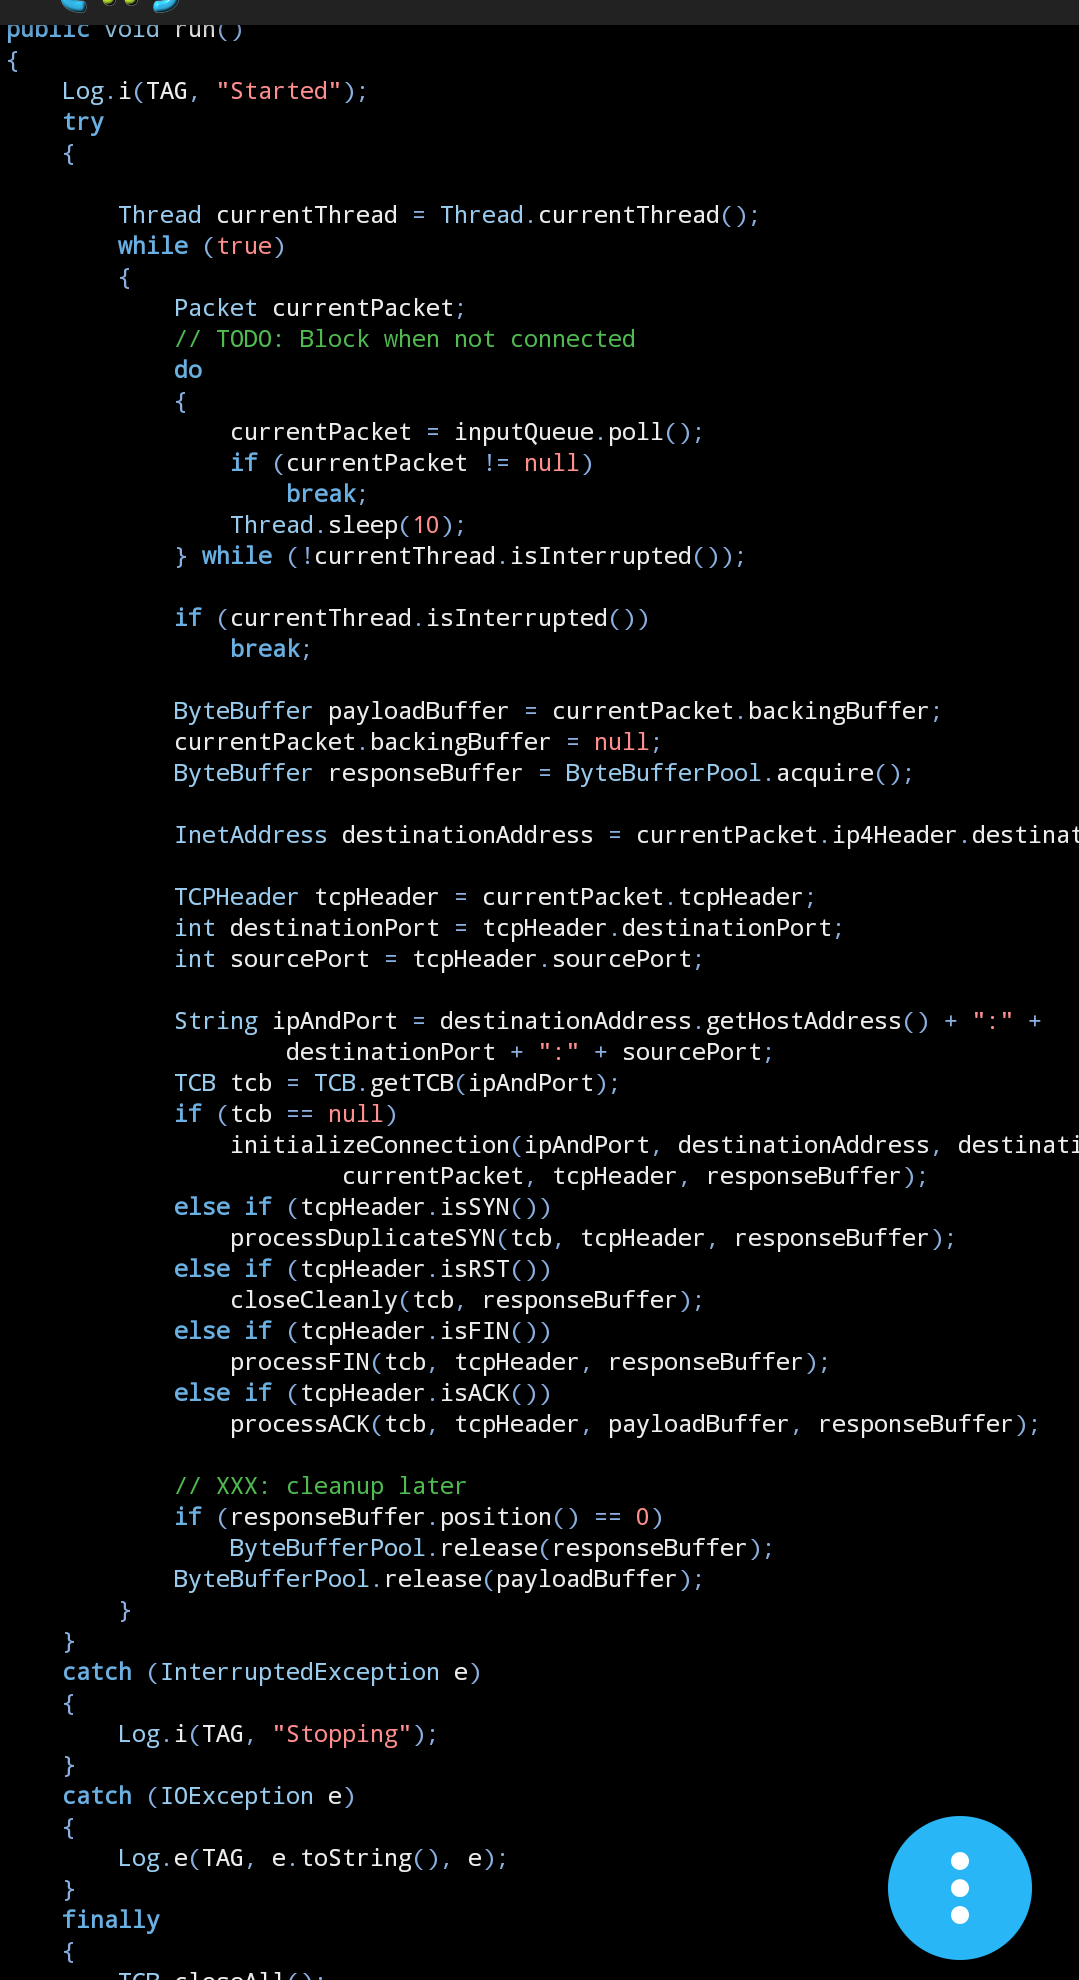 public void run()
{
    Log.i(TAG, "Started");
    try
    {

        Thread currentThread = Thread.currentThread();
        while (true)
        {
            Packet currentPacket;
            // TODO: Block when not connected
            do
            {
                currentPacket = inputQueue.poll();
                if (currentPacket != null)
                    break;
                Thread.sleep(10);
            } while (!currentThread.isInterrupted());

            if (currentThread.isInterrupted())
                break;

            ByteBuffer payloadBuffer = currentPacket.backingBuffer;
            currentPacket.backingBuffer = null;
            ByteBuffer responseBuffer = ByteBufferPool.acquire();

            InetAddress destinationAddress = currentPacket.ip4Header.destinat

            TCPHeader tcpHeader = currentPacket.tcpHeader;
            int destinationPort = tcpHeader.destinationPort;
            int sourcePort = tcpHeader.sourcePort;

            String ipAndPort = destinationAddress.getHostAddress() + ":" +
                    destinationPort + ":" + sourcePort;
            TCB tcb = TCB.getTCB(ipAndPort);
            if (tcb == null)
                initializeConnection(ipAndPort, destinationAddress, destinati
                        currentPacket, tcpHeader, responseBuffer);
            else if (tcpHeader.isSYN())
                processDuplicateSYN(tcb, tcpHeader, responseBuffer);
            else if (tcpHeader.isRST())
                closeCleanly(tcb, responseBuffer);
            else if (tcpHeader.isFIN())
                processFIN(tcb, tcpHeader, responseBuffer);
            else if (tcpHeader.isACK())
                processACK(tcb, tcpHeader, payloadBuffer, responseBuffer);

            // XXX: cleanup later
            if (responseBuffer.position() == 0)
                ByteBufferPool.release(responseBuffer);
            ByteBufferPool.release(payloadBuffer);
        }
    }
    catch (InterruptedException e)
    {
        Log.i(TAG, "Stopping");
    }
    catch (IOException e)
    {
        Log.e(TAG, e.toString(), e);
    }
    finally
    {
        TCB.closeAll();